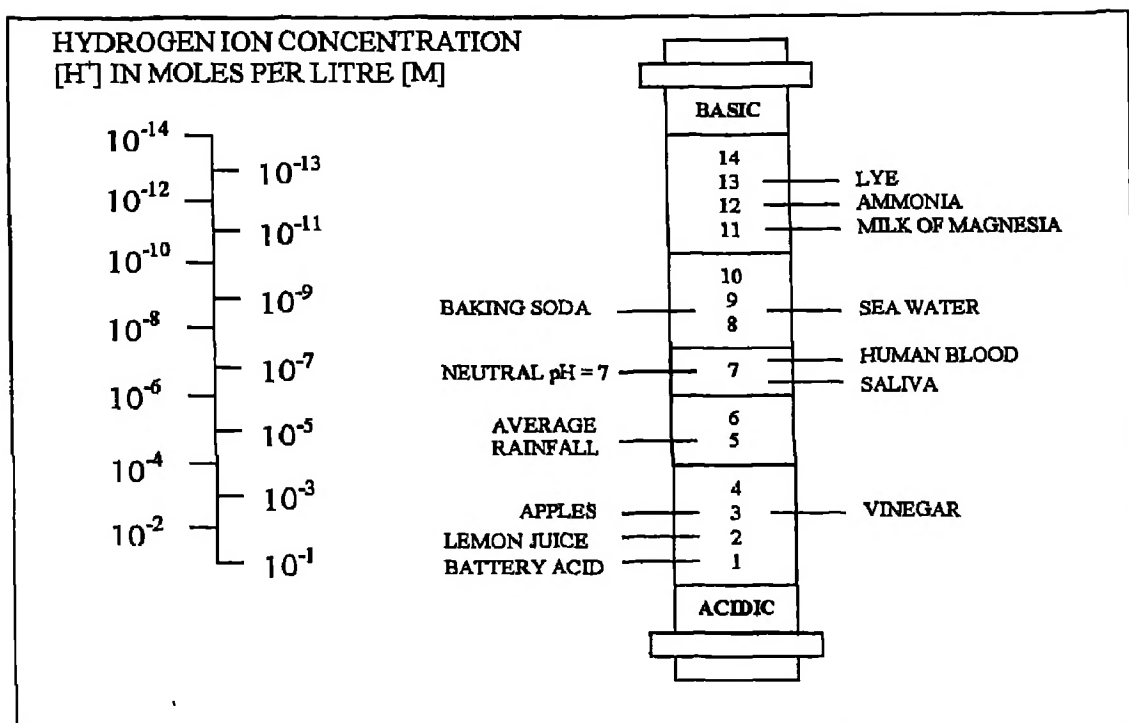 HYDROGEN ION CONCENTRATION
[H⁺] IN MOLES PER LITRE [M]
10⁻¹⁴
10⁻¹³
10⁻¹²
10⁻¹¹
10⁻¹⁰
10⁻⁹
10⁻⁸
10⁻⁷
10⁻⁶
10⁻⁵
10⁻⁴
10⁻³
10⁻²
10⁻¹
BASIC
14
13 LYE
12 AMMONIA
11 MILK OF MAGNESIA
10
BAKING SODA 9 SEA WATER
8
HUMAN BLOOD
NEUTRAL pH = 7 7
SALIVA
6
AVERAGE
RAINFALL 5
4
APPLES 3 VINEGAR
LEMON JUICE 2
BATTERY ACID 1
ACIDIC